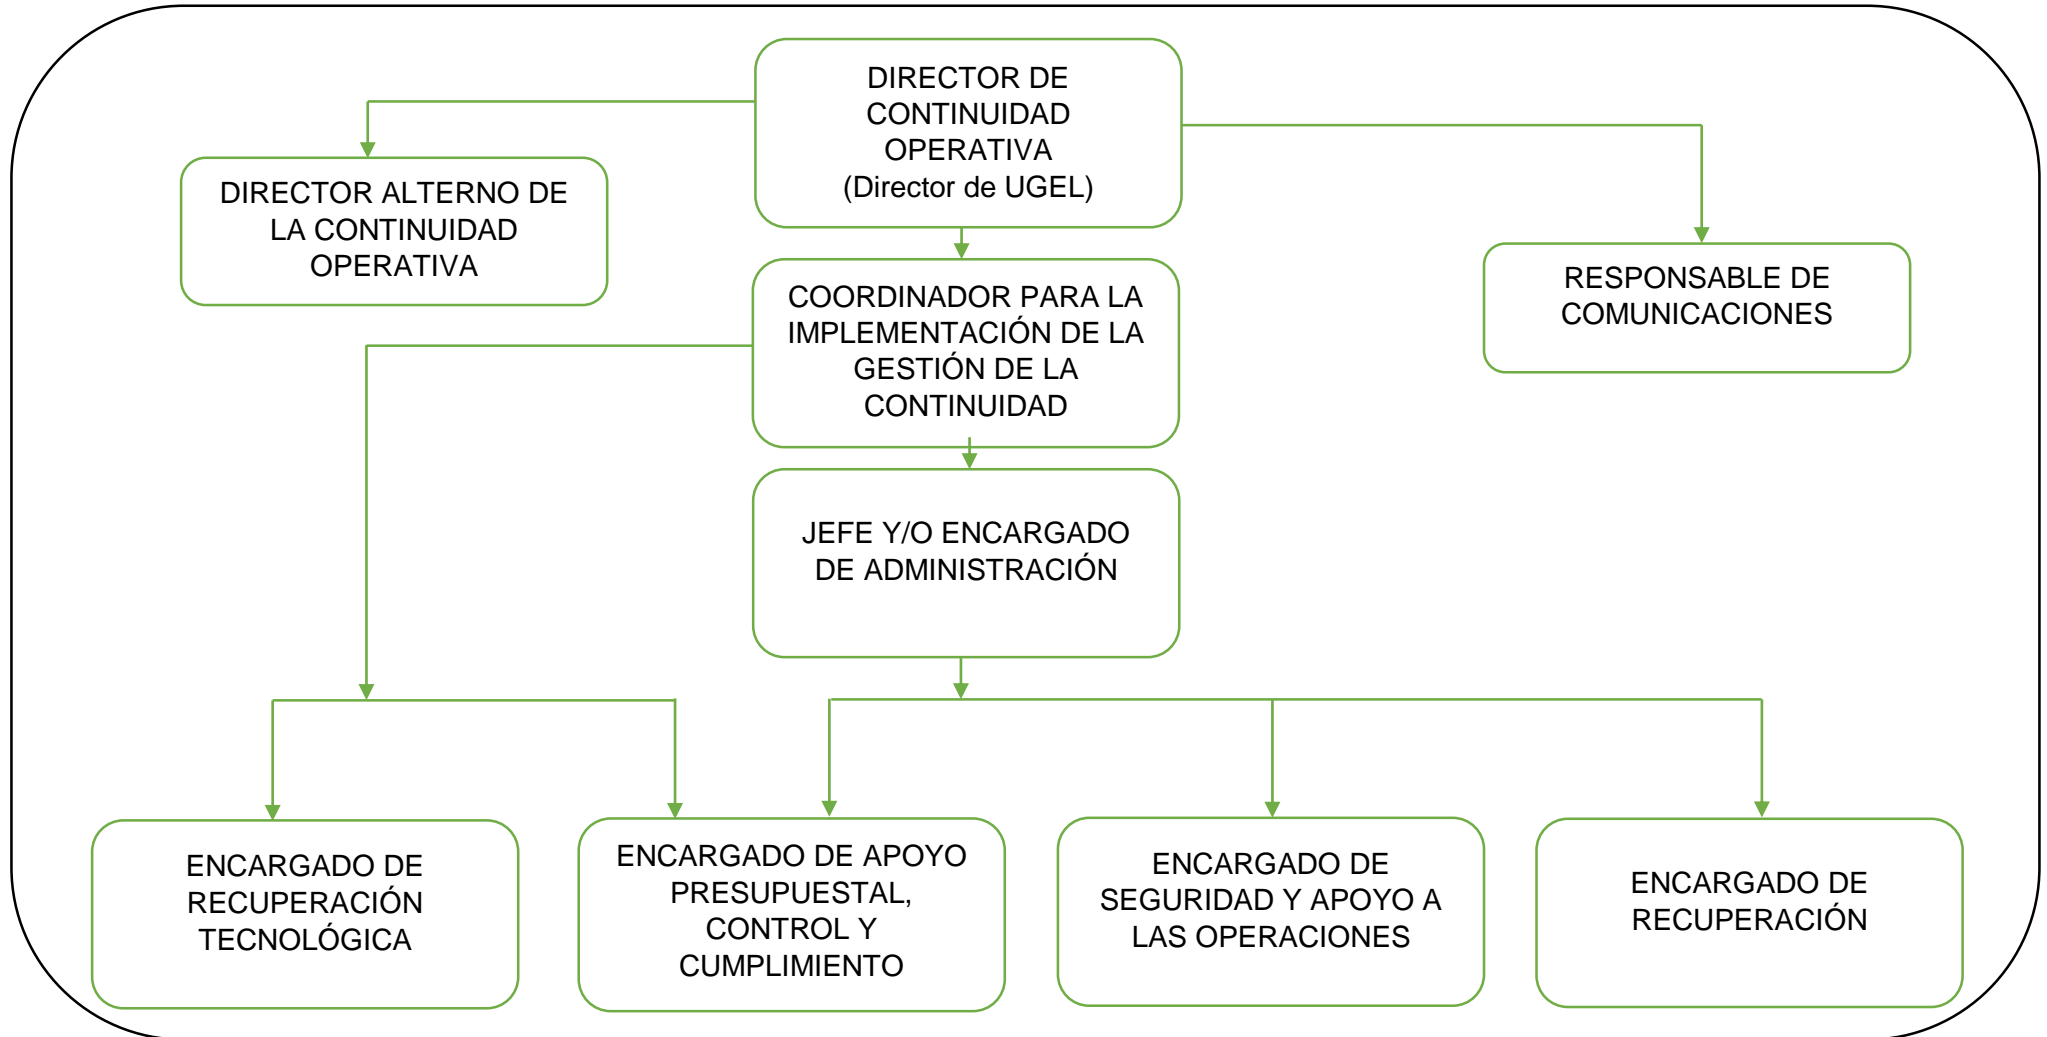 DIRECTOR DE
CONTINUIDAD
OPERATIVA
(Director de UGEL)
DIRECTOR ALTERNO DE
LA CONTINUIDAD
OPERATIVA
RESPONSABLE DE
COMUNICACIONES
COORDINADOR PARA LA
IMPLEMENTACIÓN DE LA
GESTIÓN DE LA
CONTINUIDAD
JEFE Y/O ENCARGADO
DE ADMINISTRACIÓN
ENCARGADO DE
RECUPERACIÓN
TECNOLÓGICA
ENCARGADO DE APOYO
PRESUPUESTAL,
CONTROL Y
CUMPLIMIENTO
ENCARGADO DE
SEGURIDAD Y APOYO A
LAS OPERACIONES
ENCARGADO DE
RECUPERACIÓN